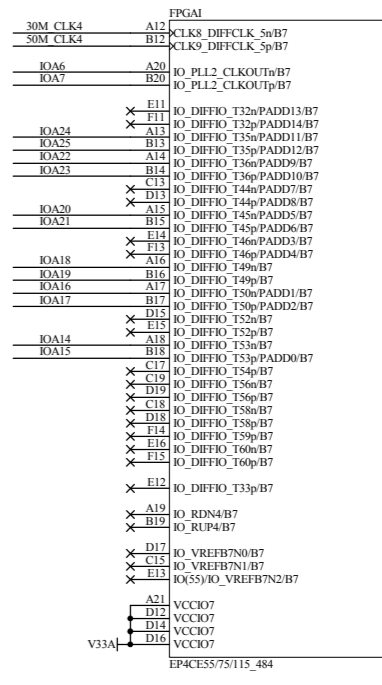 FPGAI
30M_CLK4 A12 CLK8_DIFFCLK_5n/B7
50M_CLK4 B12 CLK9_DIFFCLK_5p/B7
IOA6 A20 IO_PLL2_CLKOUTn/B7
IOA7 B20 IO_PLL2_CLKOUTp/B7
E11 IO_DIFFIO_T32n/PADD13/B7
F11 IO_DIFFIO_T32p/PADD14/B7
IOA24 A13 IO_DIFFIO_T35n/PADD11/B7
IOA25 B13 IO_DIFFIO_T35p/PADD12/B7
IOA22 A14 IO_DIFFIO_T36n/PADD9/B7
IOA23 B14 IO_DIFFIO_T36p/PADD10/B7
C13 IO_DIFFIO_T44n/PADD7/B7
D13 IO_DIFFIO_T44p/PADD8/B7
IOA20 A15 IO_DIFFIO_T45n/PADD5/B7
IOA21 B15 IO_DIFFIO_T45p/PADD6/B7
E14 IO_DIFFIO_T46n/PADD3/B7
F13 IO_DIFFIO_T46p/PADD4/B7
IOA18 A16 IO_DIFFIO_T49n/B7
IOA19 B16 IO_DIFFIO_T49p/B7
IOA16 A17 IO_DIFFIO_T50n/PADD1/B7
IOA17 B17 IO_DIFFIO_T50p/PADD2/B7
D15 IO_DIFFIO_T52n/B7
E15 IO_DIFFIO_T52p/B7
IOA14 A18 IO_DIFFIO_T53n/B7
IOA15 B18 IO_DIFFIO_T53p/PADD0/B7
C17 IO_DIFFIO_T54p/B7
C19 IO_DIFFIO_T56n/B7
D19 IO_DIFFIO_T56p/B7
C18 IO_DIFFIO_T58n/B7
D18 IO_DIFFIO_T58p/B7
F14 IO_DIFFIO_T59p/B7
E16 IO_DIFFIO_T60n/B7
F15 IO_DIFFIO_T60p/B7
E12 IO_DIFFIO_T33p/B7
A19 IO_RDN4/B7
B19 IO_RUP4/B7
D17 IO_VREFB7N0/B7
C15 IO_VREFB7N1/B7
E13 IO(55)/IO_VREFB7N2/B7
A21 VCCIO7
D12 VCCIO7
D14 VCCIO7
V33A D16 VCCIO7
EP4CE55/75/115_484